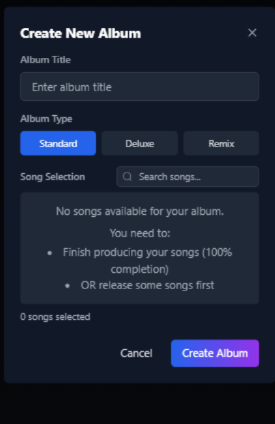 Create New Album
Album Title
Enter album title
Album Type
Standard Deluxe Remix
Song Selection Search songs...
No songs available for your album.
You need to:
• Finish producing your songs (100%
completion)
• OR release some songs first
0 songs selected
Cancel Create Album